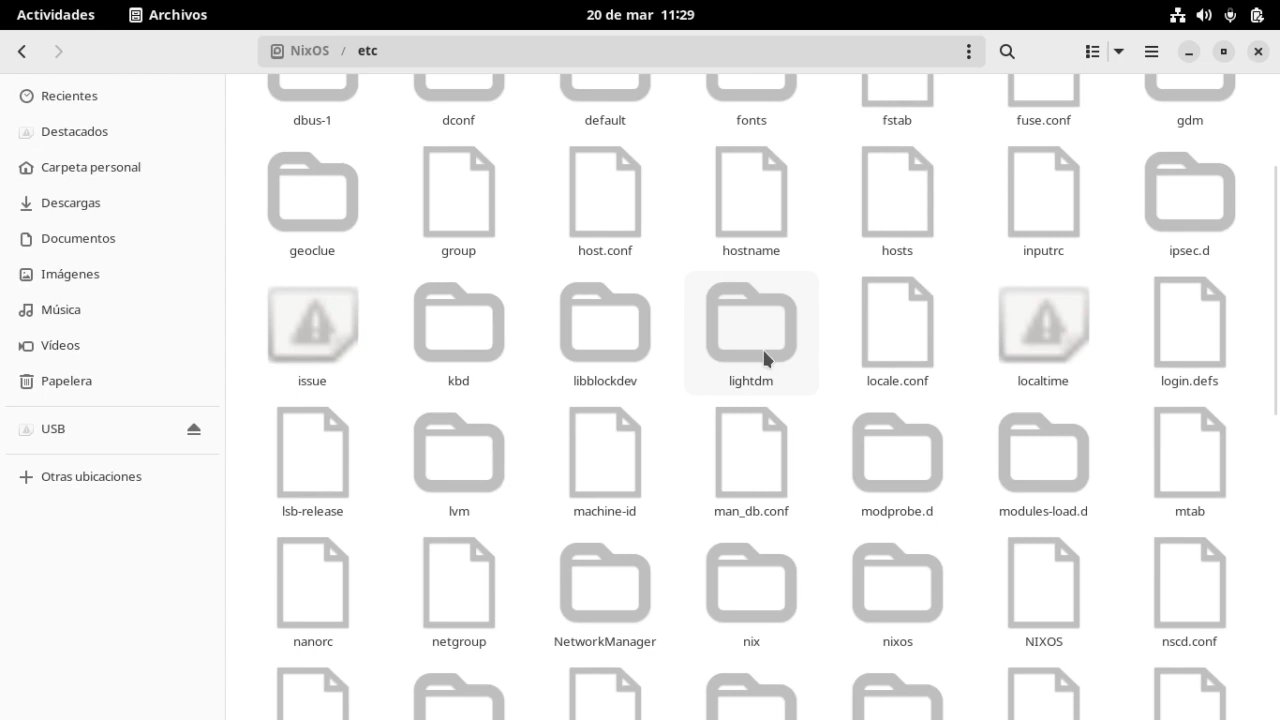 Actividades Archivos 20 de mar 11:29
NixOS / etc
Recientes
Destacados
Carpeta personal
Descargas
Documentos
Imágenes
Música
Vídeos
Papelera
USB
Otras ubicaciones
dbus-1 dconf default fonts fstab fuse.conf gdm
geoclue group host.conf hostname hosts inputrc ipsec.d
issue kbd libblockdev lightdm locale.conf localtime login.defs
lsb-release lvm machine-id man_db.conf modprobe.d modules-load.d mtab
nanorc netgroup NetworkManager nix nixos NIXOS nscd.conf